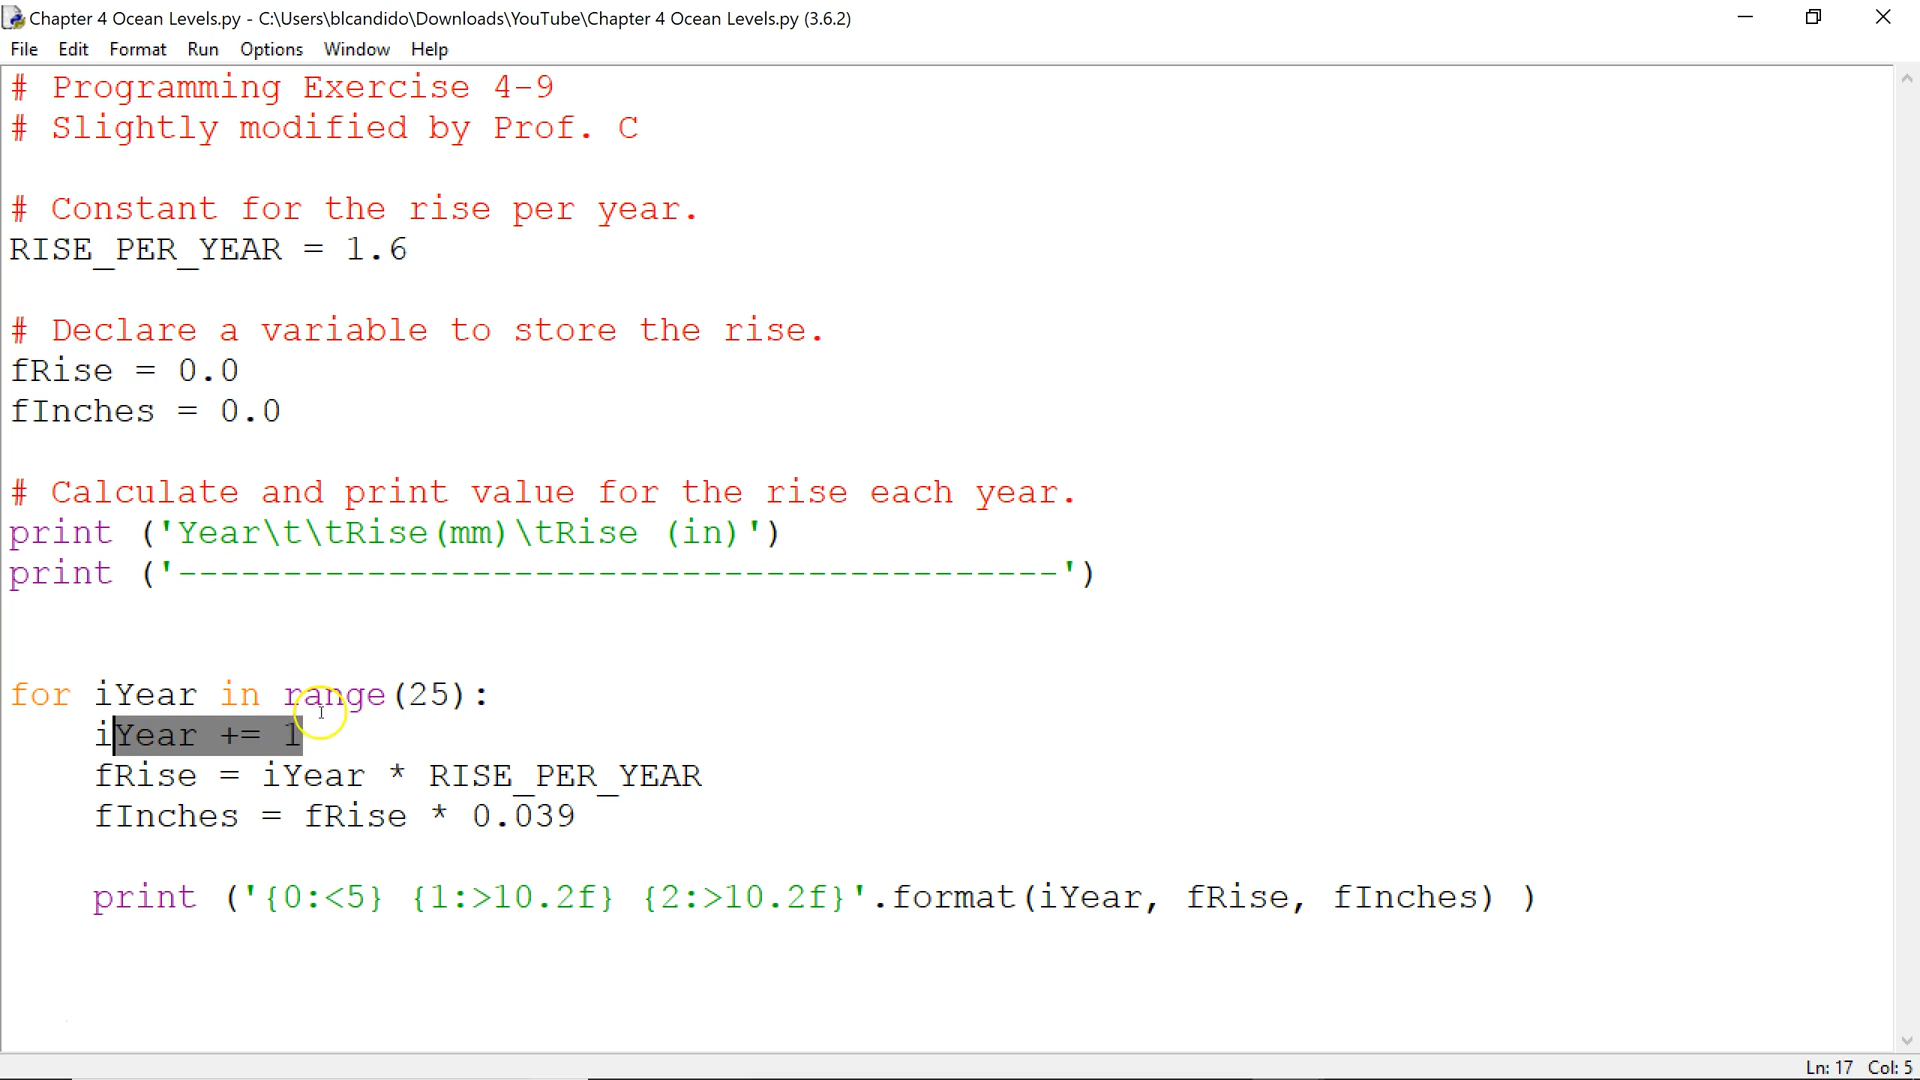 Chapter 4 Ocean Levels.py - C:\Users\blcandido\Downloads\YouTube\Chapter 4 Ocean Levels.py (3.6.2)
File Edit Format Run Options Window Help
# Programming Exercise 4-9
# Slightly modified by Prof. C
# Constant for the rise per year.
RISE_PER_YEAR = 1.6
# Declare a variable to store the rise.
fRise = 0.0
fInches = 0.0
# Calculate and print value for the rise each year.
print ('Year\t\tRise(mm)\tRise (in)')
print ('------------------------------------------')
for iYear in range(25):
    iYear += 1
    fRise = iYear * RISE_PER_YEAR
    fInches = fRise * 0.039
    print ('{0:<5} {1:>10.2f} {2:>10.2f}'.format(iYear, fRise, fInches) )
Ln: 17 Col: 5